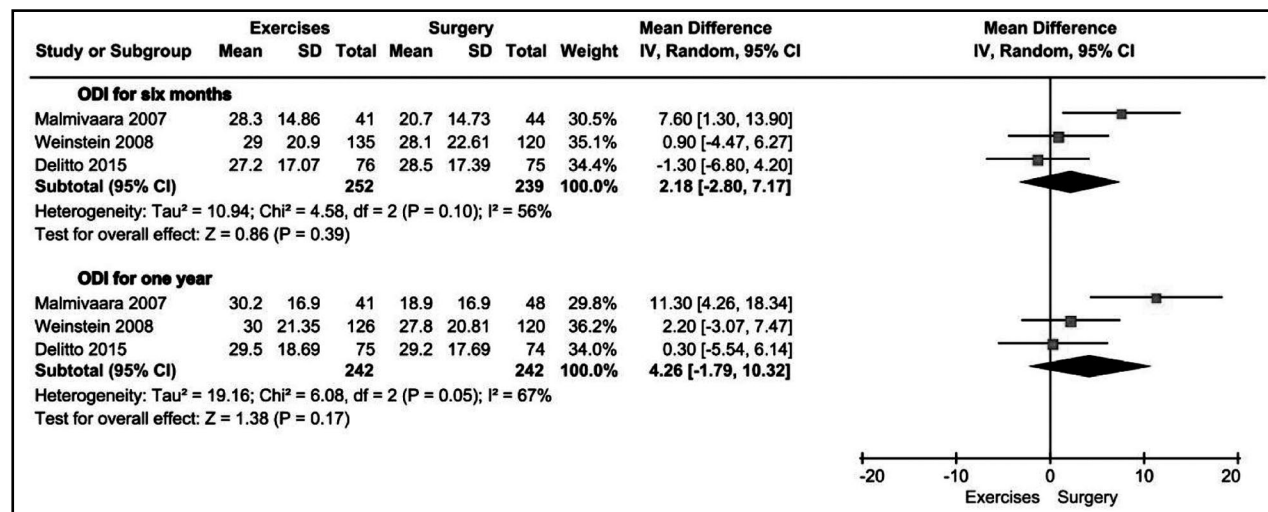 Exercises Surgery Mean Difference Mean Difference
Study or Subgroup Mean SD Total Mean SD Total Weight IV, Random, 95% CI IV, Random, 95% CI
ODI for six months
Malmivaara 2007 28.3 14.86 41 20.7 14.73 44 30.5% 7.60 [1.30, 13.90]
Weinstein 2008 29 20.9 135 28.1 22.61 120 35.1% 0.90 [-4.47, 6.27]
Delitto 2015 27.2 17.07 76 28.5 17.39 75 34.4% -1.30 [-6.80, 4.20]
Subtotal (95% CI) 252 239 100.0% 2.18 [-2.80, 7.17]
Heterogeneity: Tau² = 10.94; Chi² = 4.58, df = 2 (P = 0.10); I² = 56%
Test for overall effect: Z = 0.86 (P = 0.39)
ODI for one year
Malmivaara 2007 30.2 16.9 41 18.9 16.9 48 29.8% 11.30 [4.26, 18.34]
Weinstein 2008 30 21.35 126 27.8 20.81 120 36.2% 2.20 [-3.07, 7.47]
Delitto 2015 29.5 18.69 75 29.2 17.69 74 34.0% 0.30 [-5.54, 6.14]
Subtotal (95% CI) 242 242 100.0% 4.26 [-1.79, 10.32]
Heterogeneity: Tau² = 19.16; Chi² = 6.08, df = 2 (P = 0.05); I² = 67%
Test for overall effect: Z = 1.38 (P = 0.17)
-20 -10 0 10 20
Exercises Surgery